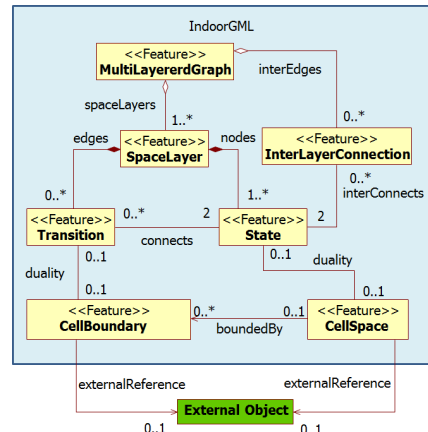 IndoorGML
<<Feature>>
MultiLayererdGraph
interEdges
spaceLayers
1..*
0..*
edges
<<Feature>>
SpaceLayer
nodes
<<Feature>>
InterLayerConnection
0..*
1..*
0..*
interConnects
<<Feature>>
Transition
0..*
2
connects
<<Feature>>
State
2
0..1
duality
0..1
0..1
duality
0..1
<<Feature>>
CellBoundary
0..*
0..1
boundedBy
<<Feature>>
CellSpace
externalReference
externalReference
External Object
0..1
0..1